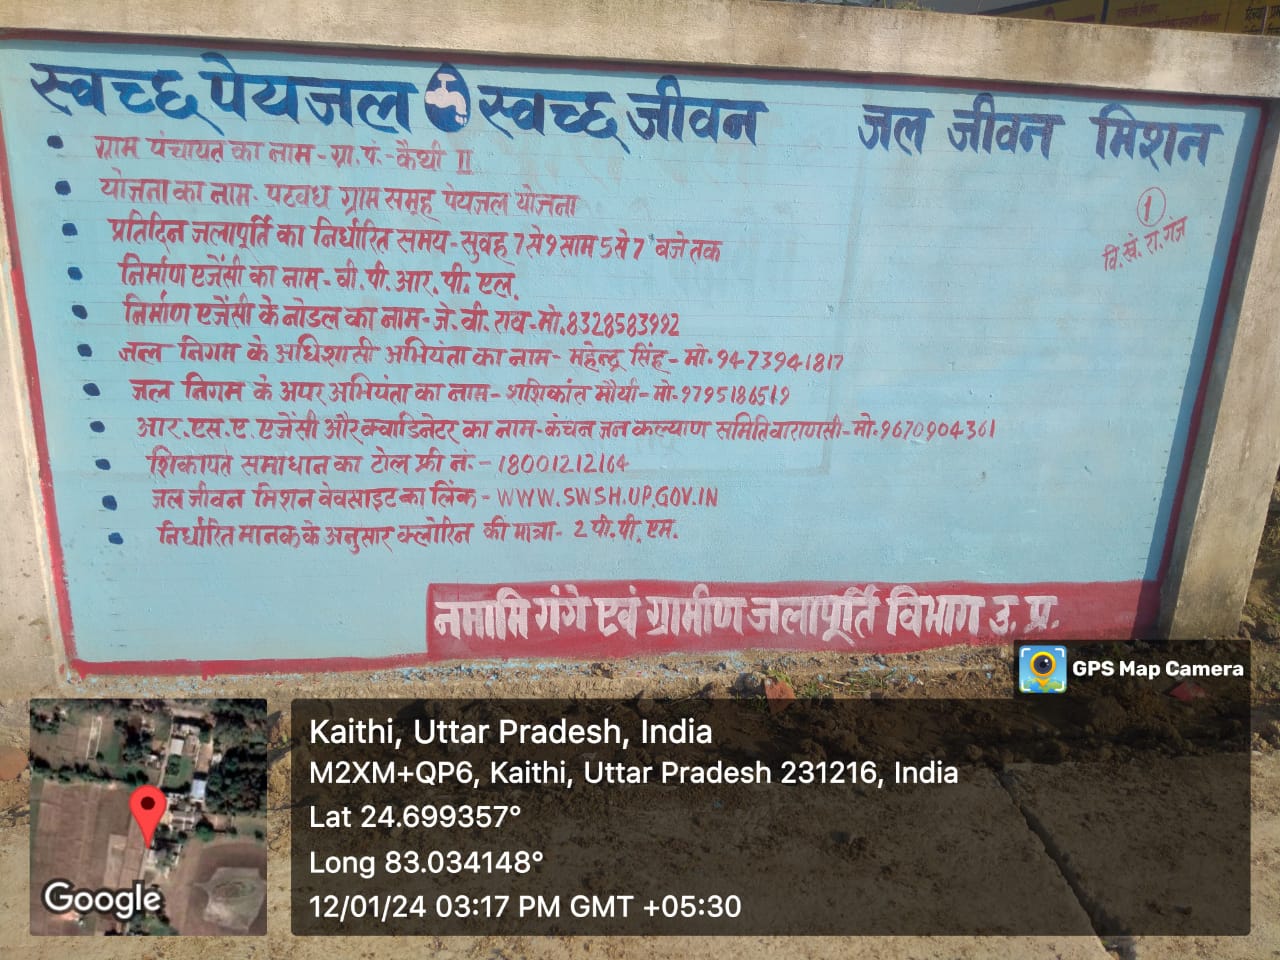 स्वच्छ पेयजल स्वच्छ जीवन जल जीवन मिशन
ग्राम पंचायत का नाम - ग्रा. पं. - कैथी II
योजना का नाम - पटवध ग्राम समूह पेयजल योजना
प्रतिदिन जलापूर्ति का निर्धारित समय - सुवह 7 से 9 साम 5 से 7 बजे तक
निर्माण एजेंसी का नाम - वी. पी. आर. पी. एल.
निर्माण एजेंसी के नोडल का नाम - जे. वी. राव - मो. 8328583992
जल निगम के अधिशासी अभियंता का नाम - महेन्द्र सिंह - मो. 9473941817
जल निगम के अपर अभियंता का नाम - शशिकांत मौर्या - मो. 9795186519
आर. एस. ए. एजेंसी और क्वाडिनेटर का नाम - कंचन जन कल्याण समिति वाराणसी - मो. 9670904361
शिकायत समाधान का टोल फ्री नं. - 18001212164
जल जीवन मिशन वेवसाइट का लिंक - WWW.SWSH.UP.GOV.IN
निर्धारित मानक के अनुसार क्लोरिन की मात्रा - 2 पी. पी. एम.
1
वि. खे. रा. गंज
नमामि गंगे एवं ग्रामीण जलापूर्ति विभाग उ. प्र.
GPS Map Camera
Kaithi, Uttar Pradesh, India
M2XM+QP6, Kaithi, Uttar Pradesh 231216, India
Lat 24.699357°
Long 83.034148°
12/01/24 03:17 PM GMT +05:30
Google